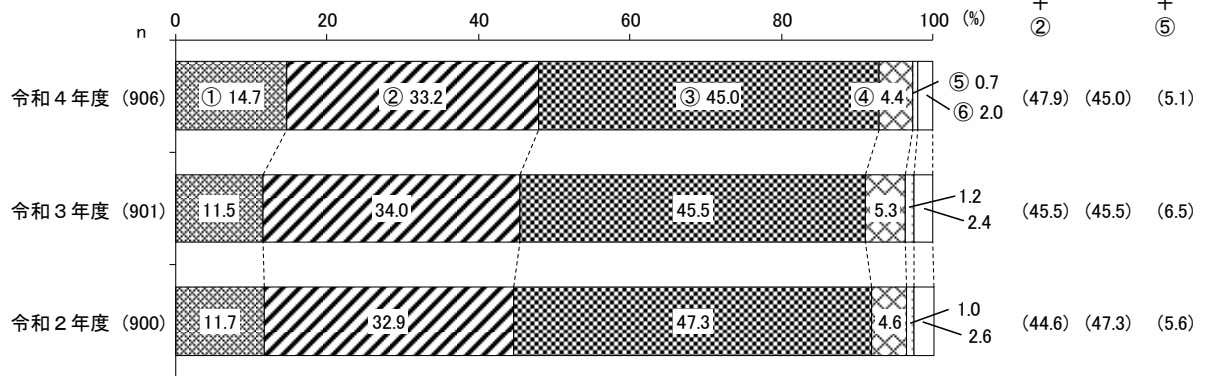 ＋ ＋
n 0 20 40 60 80 100 (%) ② ⑤
令和４年度 (906) ① 14.7 ② 33.2 ③ 45.0 ④ 4.4 ⑤ 0.7 (47.9) (45.0) (5.1)
⑥ 2.0
令和３年度 (901) 11.5 34.0 45.5 5.3 1.2 (45.5) (45.5) (6.5)
2.4
令和２年度 (900) 11.7 32.9 47.3 4.6 1.0 (44.6) (47.3) (5.6)
2.6